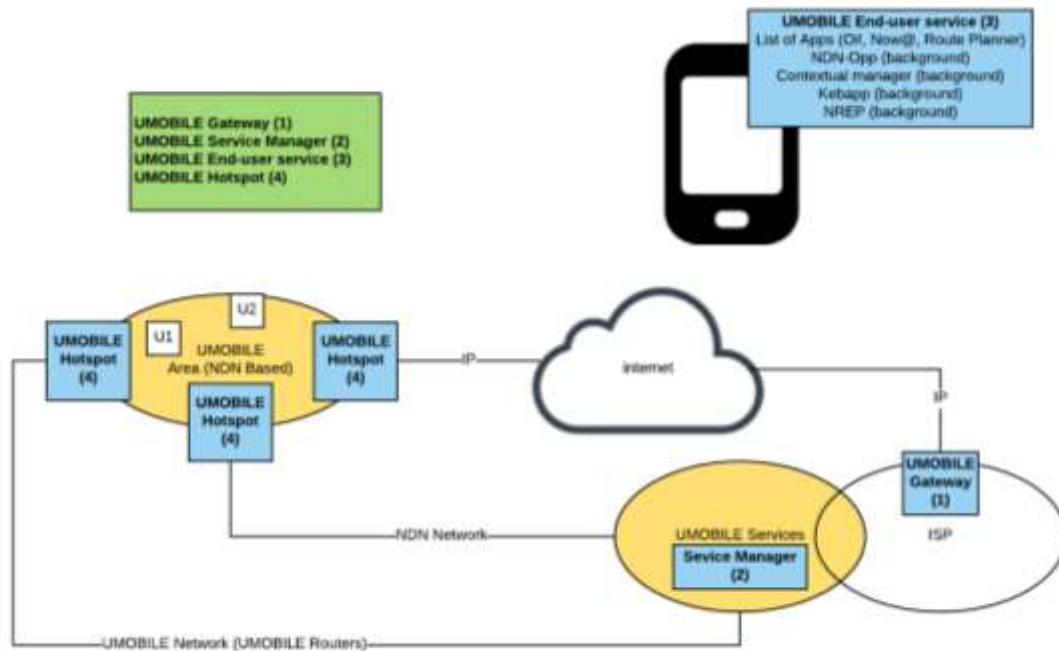 UMOBILE End-user service (3)
List of Apps (Oi!, Now@, Route Planner)
NDN-Opp (background)
Contextual manager (background)
Kebapp (background)
NREP (background)
UMOBILE Gateway (1)
UMOBILE Service Manager (2)
UMOBILE End-user service (3)
UMOBILE Hotspot (4)
U2
U1
UMOBILE
Hotspot
(4)
UMOBILE
Area (NDN Based)
UMOBILE
Hotspot
(4)
UMOBILE
Hotspot
(4)
IP
internet
IP
UMOBILE
Gateway
(1)
ISP
NDN Network
UMOBILE Services
Sevice Manager
(2)
UMOBILE Network (UMOBILE Routers)